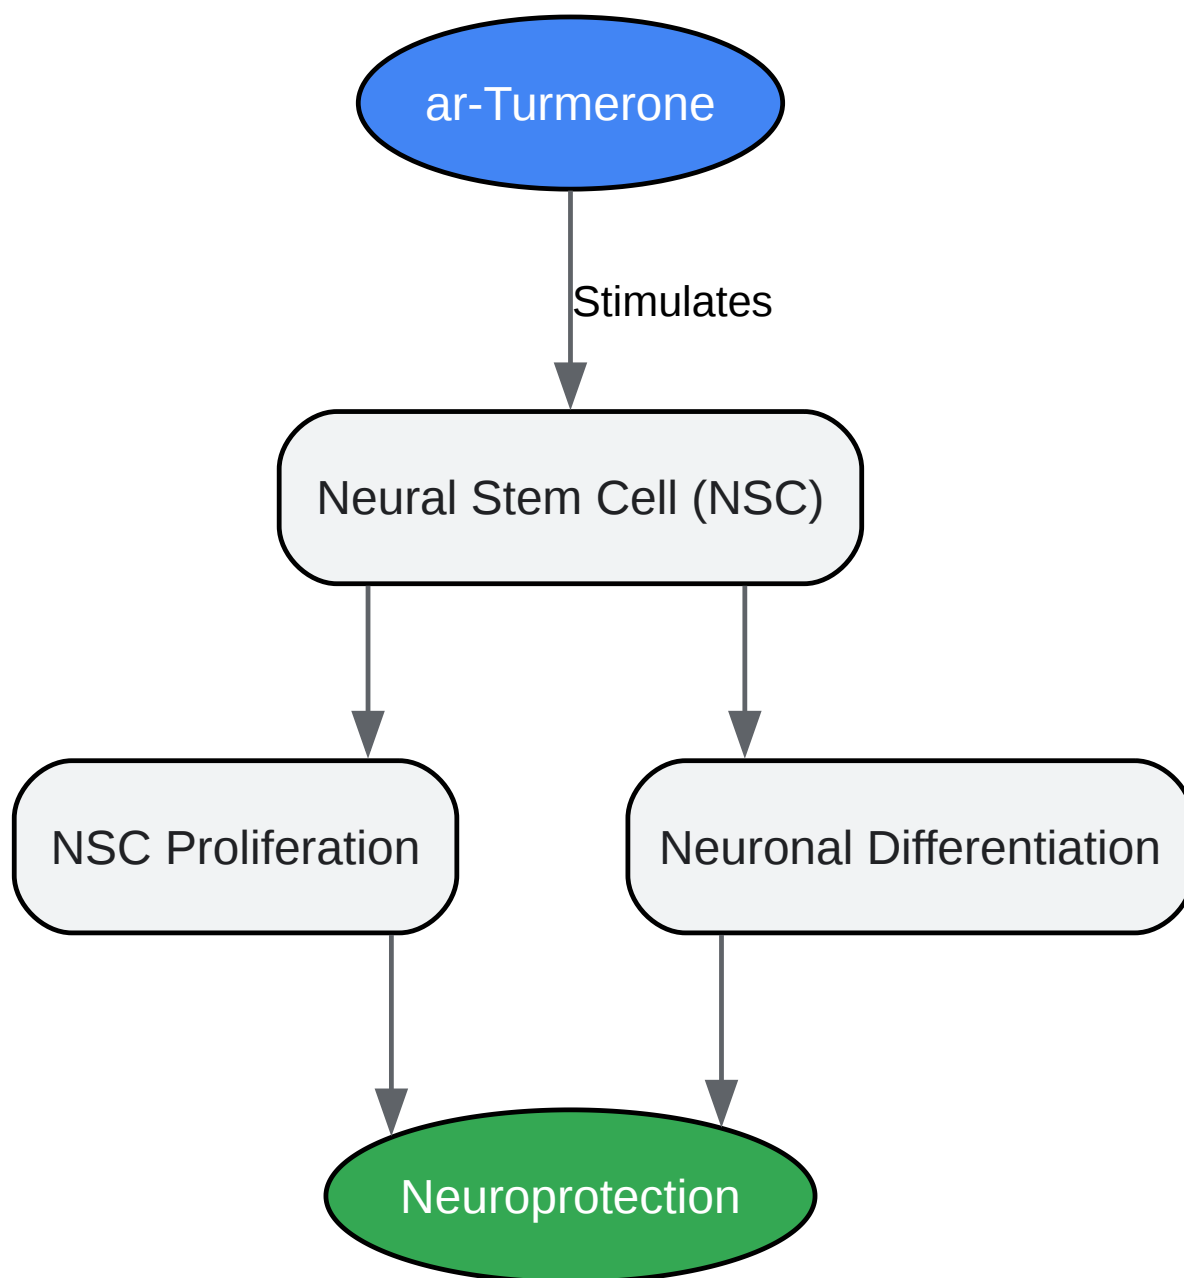 ar-Turmerone
Stimulates
Neural Stem Cell (NSC)
NSC Proliferation
Neuronal Differentiation
Neuroprotection